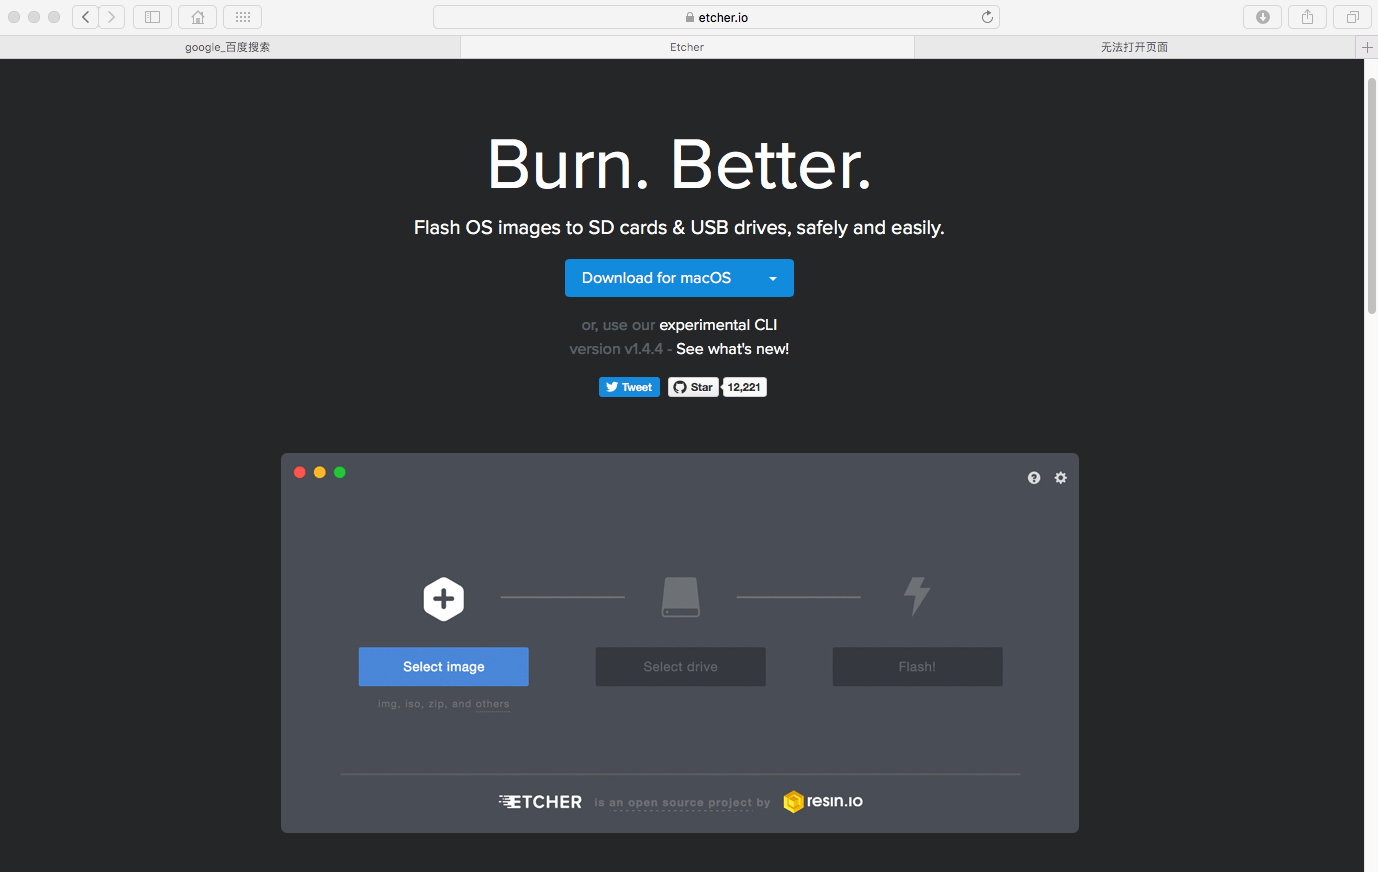 etcher.io
google_百度搜索
Etcher
无法打开页面
Burn. Better.
Flash OS images to SD cards & USB drives, safely and easily.
Download for macOS
or, use our experimental CLI
version v1.4.4 - See what's new!
Tweet
Star
12,221
Select image
Select drive
Flash!
img, iso, zip, and others
ETCHER is an open source project by resin.io